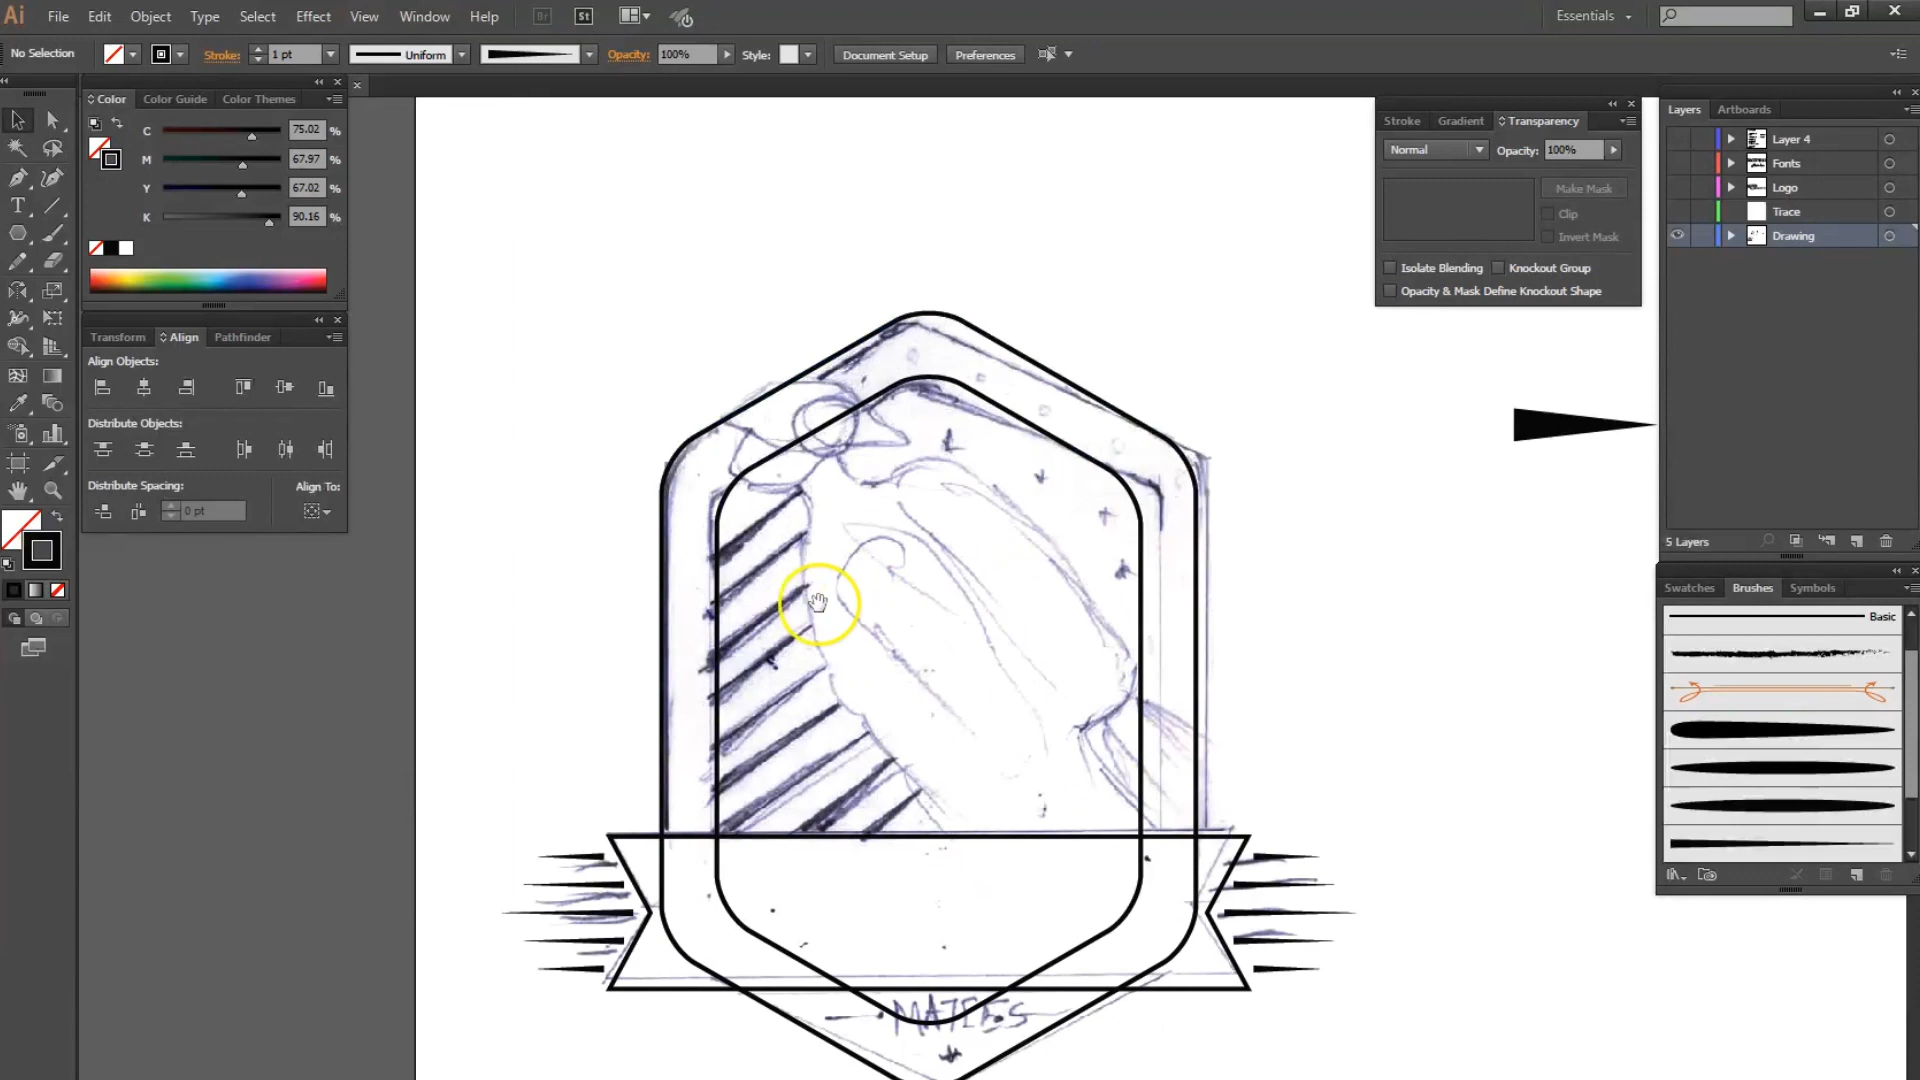 Ai File Edit Object Type Select Effect View Window Help Br St Essentials
No Selection Stroke: 1 pt Uniform Opacity: 100% Style: Document Setup Preferences
Color Color Guide Color Themes
C 75.02 %
M 67.97 %
Y 67.02 %
K 90.16 %
Transform Align Pathfinder
Align Objects:
Distribute Objects:
Distribute Spacing: Align To:
0 pt
Stroke Gradient Transparency
Normal Opacity: 100%
Make Mask
Clip
Invert Mask
Isolate Blending Knockout Group
Opacity & Mask Define Knockout Shape
Layers Artboards
Layer 4
Fonts
Logo
Trace
Drawing
5 Layers
Swatches Brushes Symbols
Basic